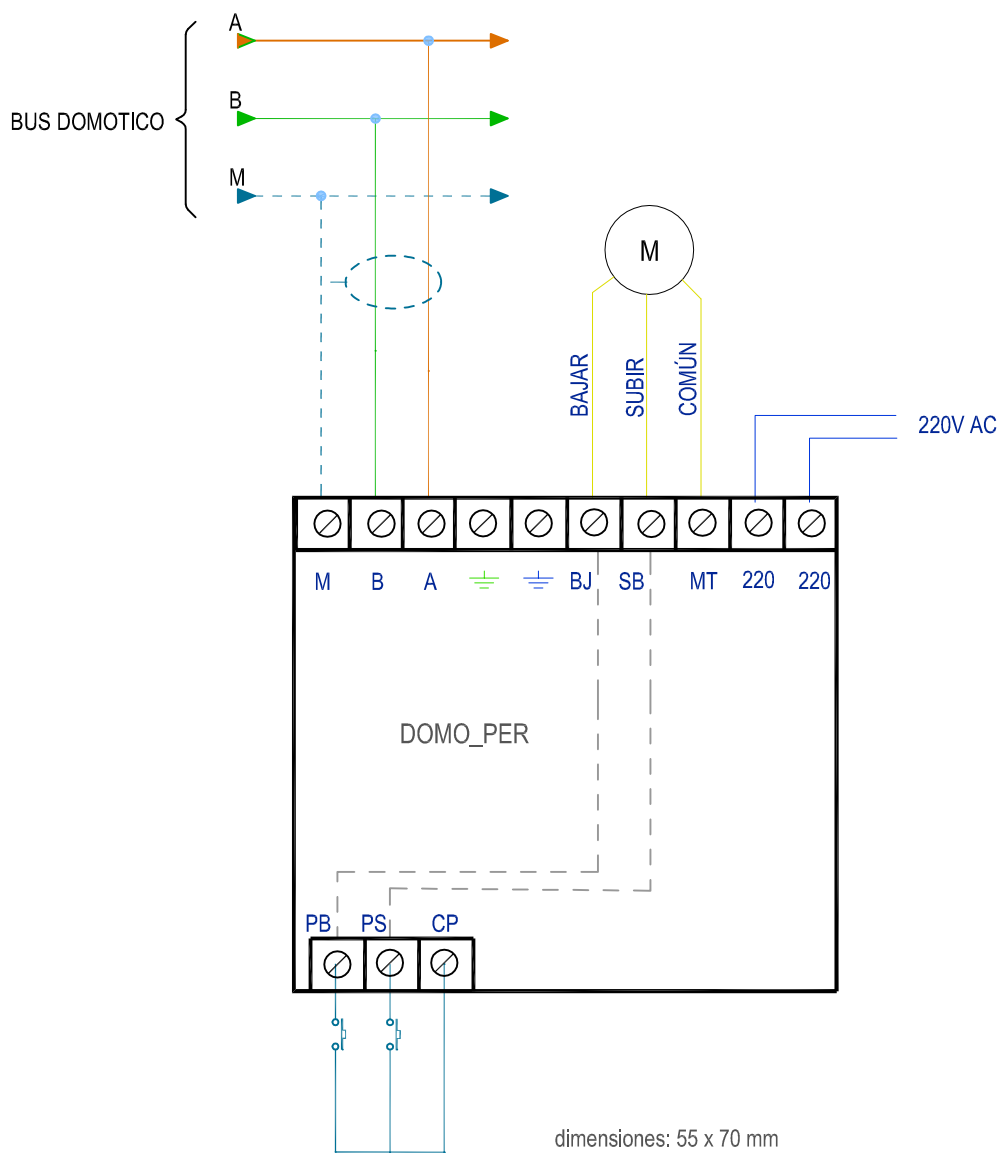 A
B
BUS DOMOTICO
M
M
BAJAR
SUBIR
COMÚN
220V AC
M B A BJ SB MT 220 220
DOMO_PER
PB PS CP
dimensiones: 55 x 70 mm